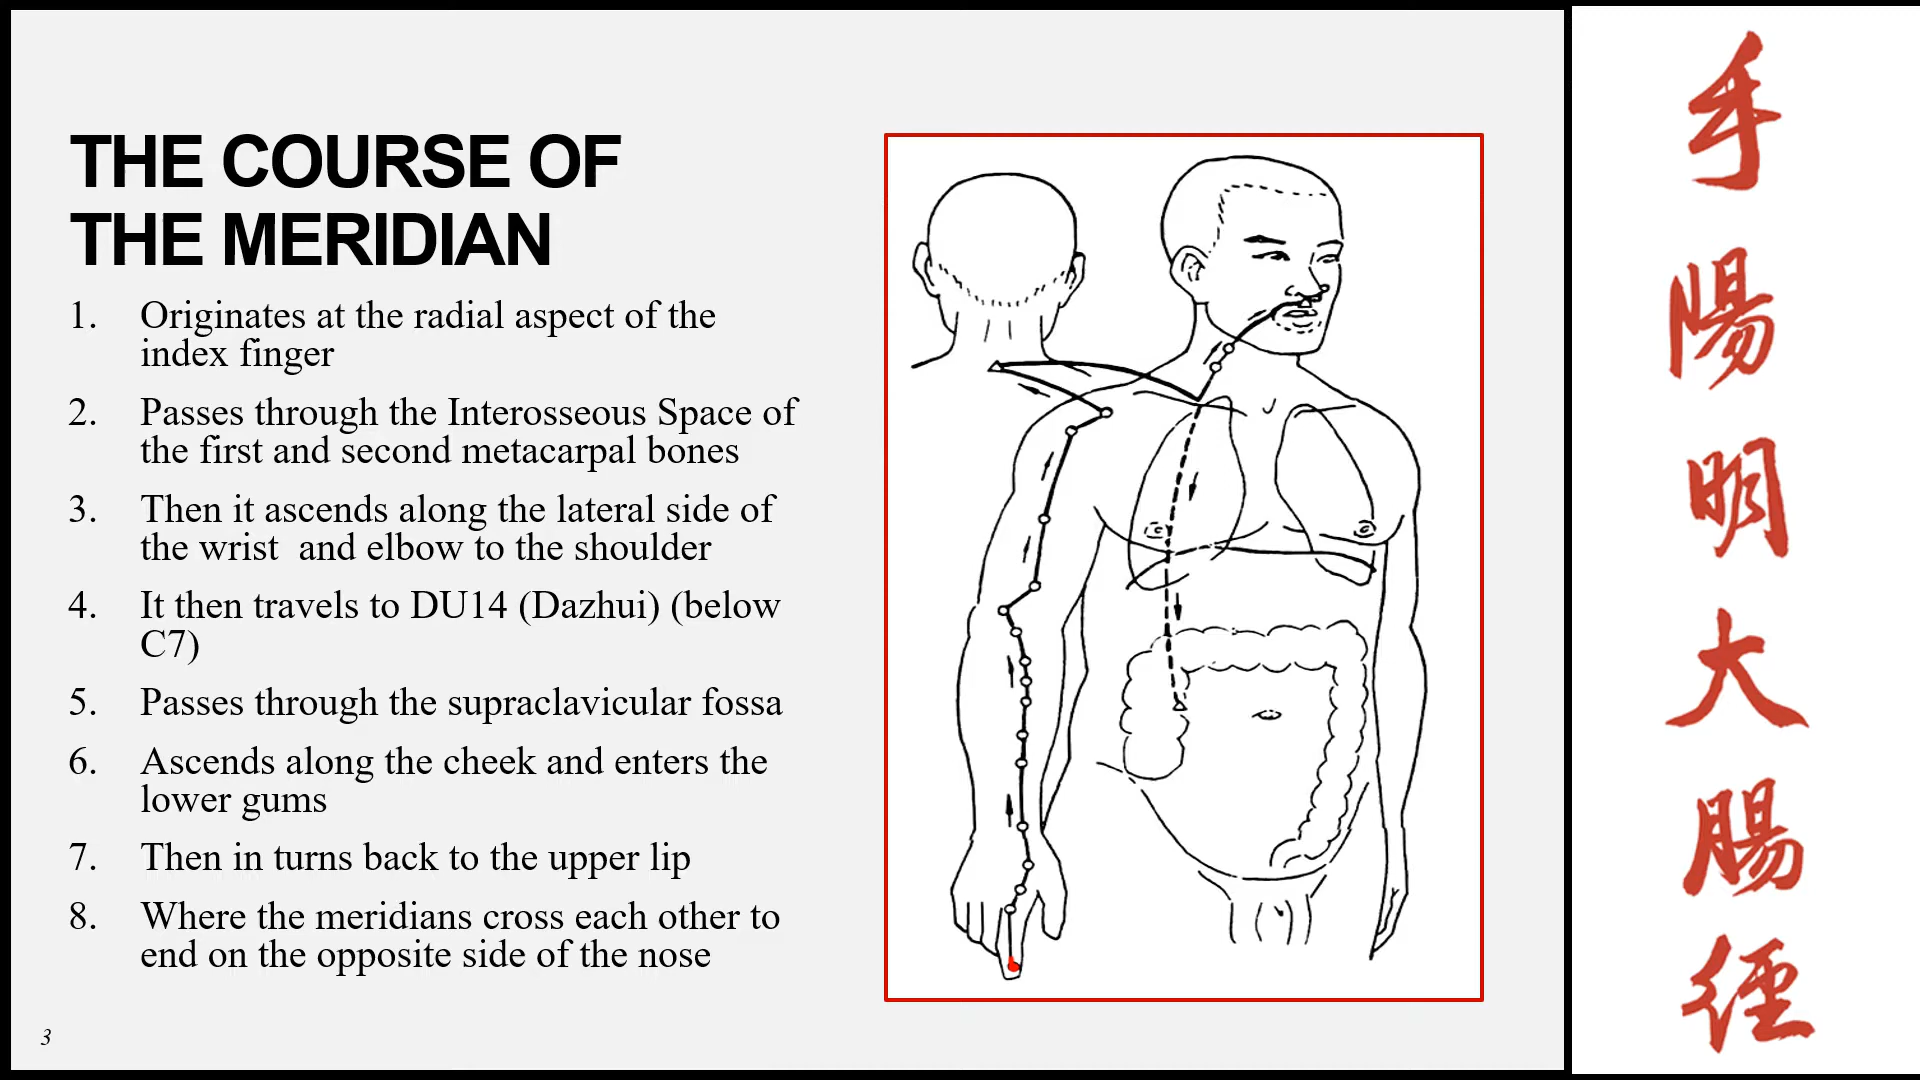 THE COURSE OF
THE MERIDIAN
1. Originates at the radial aspect of the
index finger
2. Passes through the Interosseous Space of
the first and second metacarpal bones
3. Then it ascends along the lateral side of
the wrist  and elbow to the shoulder
4. It then travels to DU14 (Dazhui) (below
C7)
5. Passes through the supraclavicular fossa
6. Ascends along the cheek and enters the
lower gums
7. Then in turns back to the upper lip
8. Where the meridians cross each other to
end on the opposite side of the nose
3
手
陽
明
大
腸
經